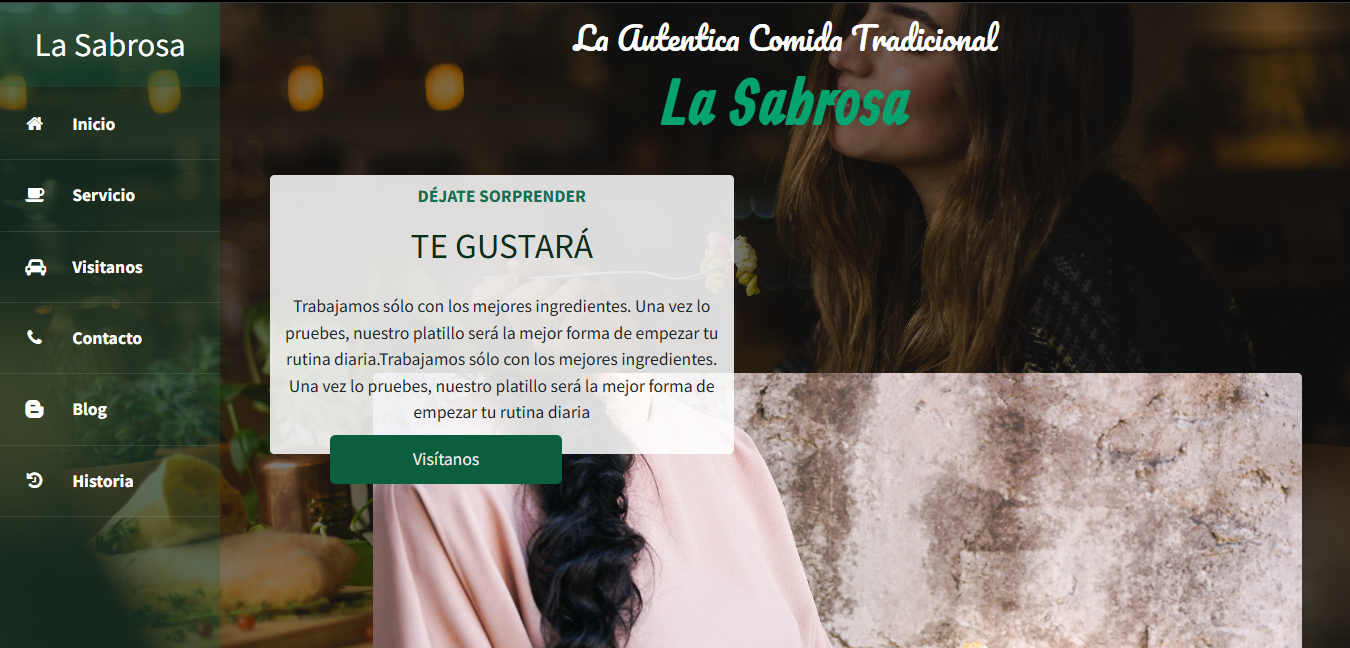 La Sabrosa
Inicio
Servicio
Visitanos
Contacto
Blog
Historia
La Autentica Comida Tradicional
La Sabrosa
DÉJATE SORPRENDER
TE GUSTARÁ
Trabajamos sólo con los mejores ingredientes. Una vez lo
pruebes, nuestro platillo será la mejor forma de empezar tu
rutina diaria.Trabajamos sólo con los mejores ingredientes.
Una vez lo pruebes, nuestro platillo será la mejor forma de
empezar tu rutina diaria
Visítanos